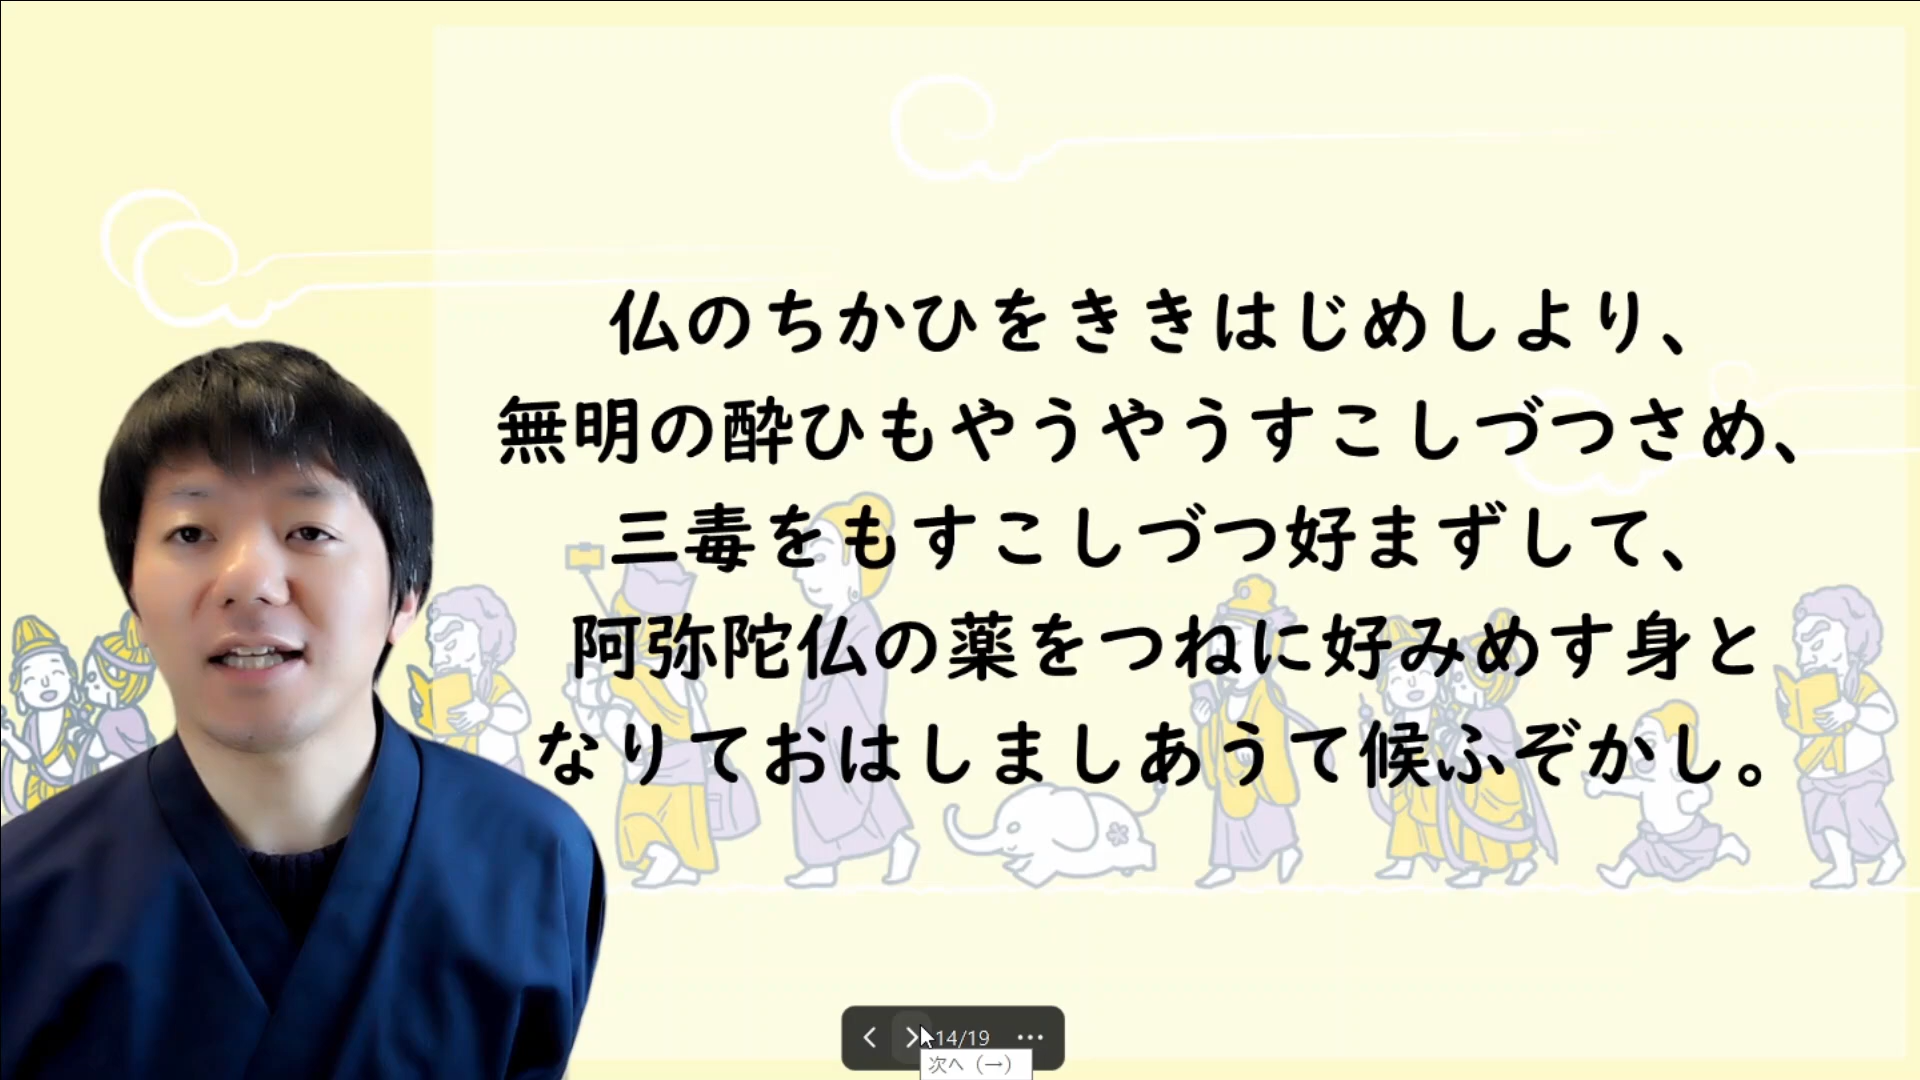 仏のちかひをききはじめしより、
無明の酔ひもやうやうすこしづつさめ、
三毒をもすこしづつ好まずして、
阿弥陀仏の薬をつねに好みめす身と
なりておはしましあうて候ふぞかし。
14/19
次へ（→）